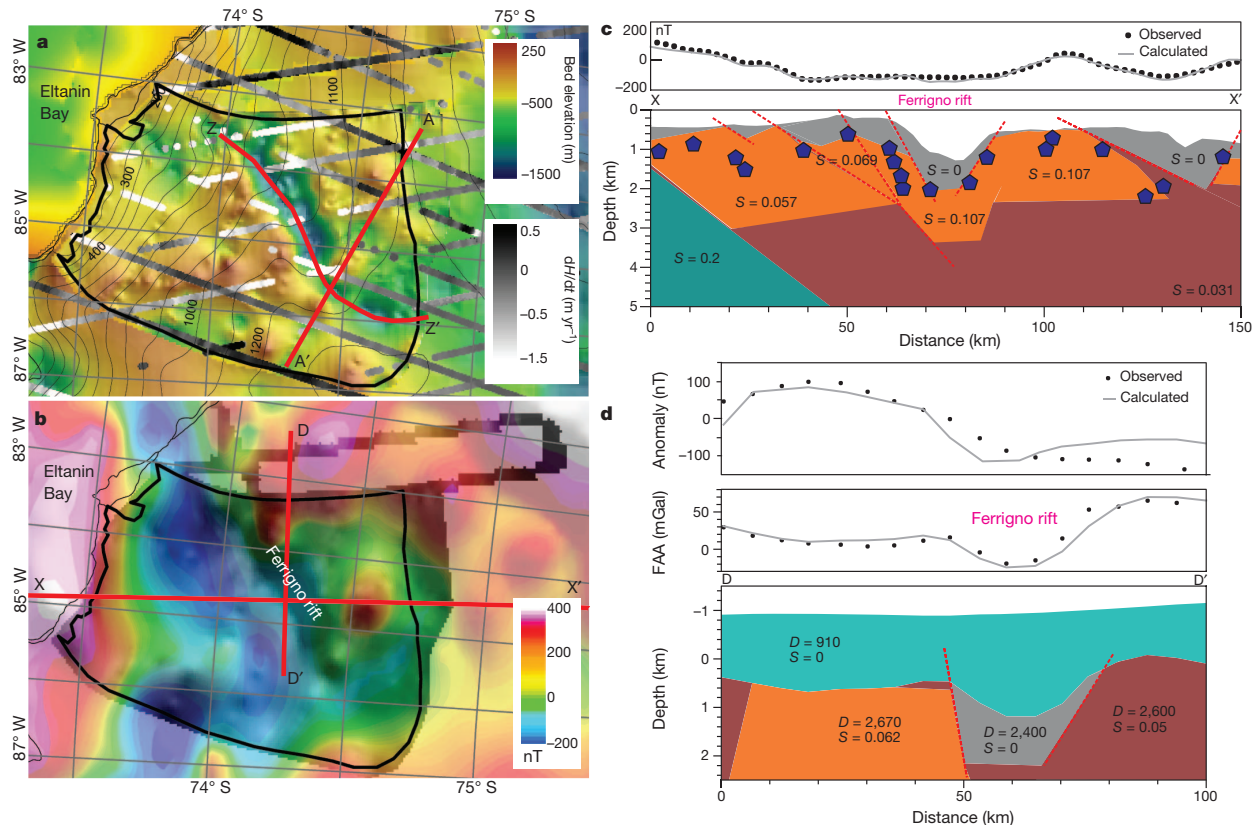 a
74° S
75° S
83° W
85° W
87° W
Eltanin
Bay
200
300
400
1000
1100
1200
Z
Z′
A
A′
250
−500
−1500
Bed elevation (m)
0.5
0
−0.5
−1.5
dH/dt (m yr⁻¹)
b
83° W
85° W
87° W
74° S
75° S
Eltanin
Bay
D
D′
X
X′
Ferrigno rift
400
200
0
−200
nT
c
nT
200
0
−200
Observed
Calculated
X
Ferrigno rift
X′
Depth (km)
0
1
2
3
4
5
S = 0.069
S = 0
S = 0
S = 0.107
S = 0.057
S = 0.107
S = 0.2
S = 0.031
0
50
100
150
Distance (km)
d
Anomaly (nT)
100
0
−100
Observed
Calculated
FAA (mGal)
50
0
Ferrigno rift
D
D′
Depth (km)
−1
0
1
2
D = 910
S = 0
D = 2,670
S = 0.062
D = 2,400
S = 0
D = 2,600
S = 0.05
0
50
100
Distance (km)